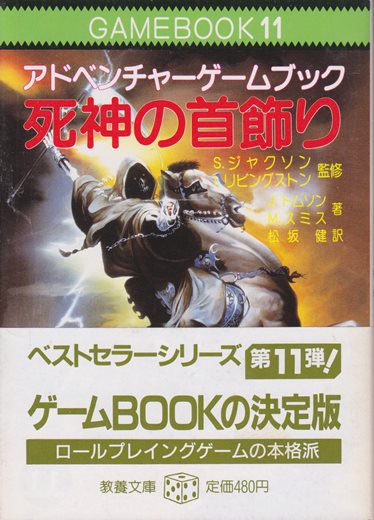 GAMEBOOK 11
アドベンチャーゲームブック
死神の首飾り
S.ジャクソン
リビングストン 監修
J.トムソン
M.スミス 著
松坂 健 訳
ベストセラーシリーズ 第11弾!
ゲームBOOKの決定版
ロールプレイングゲームの本格派
教養文庫 定価480円